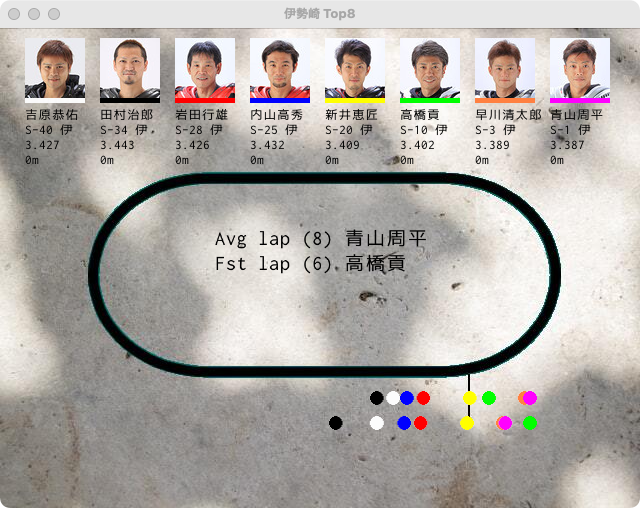 伊勢崎 Top8
吉原恭佑 田村治郎 岩田行雄 内山高秀 新井恵匠 高橋貢 早川清太郎 青山周平
S-40 伊 S-34 伊 S-28 伊 S-25 伊 S-20 伊 S-10 伊 S-3 伊 S-1 伊
3.427 3.443 3.426 3.432 3.409 3.402 3.389 3.387
0m 0m 0m 0m 0m 0m 0m 0m
Avg lap (8) 青山周平
Fst lap (6) 高橋貢